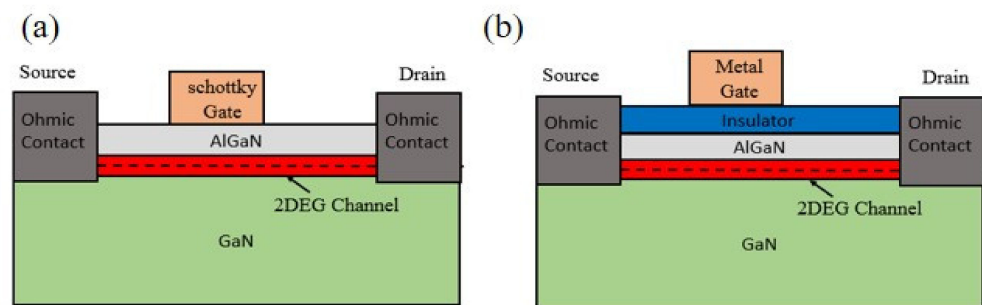 (a)
Source
schottky
Gate
Drain
Ohmic
Contact
AlGaN
Ohmic
Contact
2DEG Channel
GaN
(b)
Source
Metal
Gate
Drain
Ohmic
Contact
Insulator
AlGaN
Ohmic
Contact
2DEG Channel
GaN